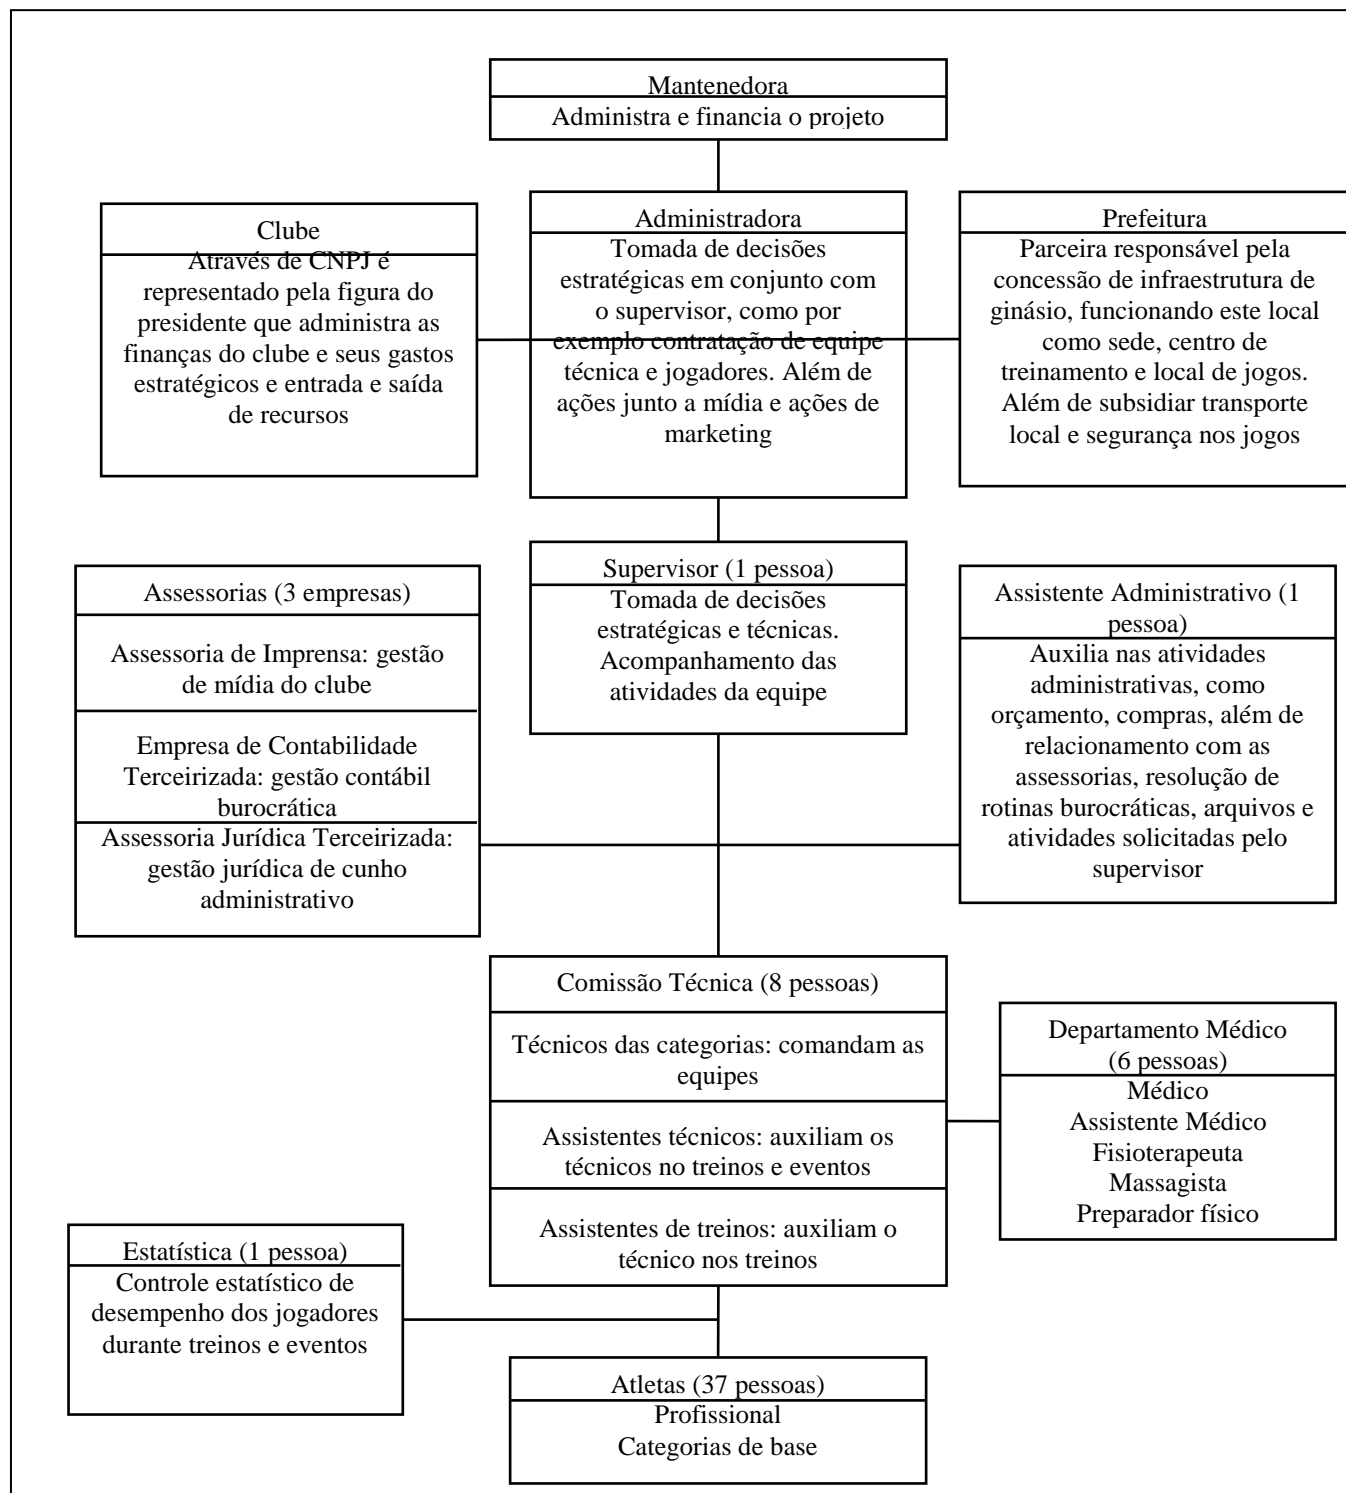 Mantenedora
Administra e financia o projeto
Clube
Através de CNPJ é
representado pela figura do
presidente que administra as
finanças do clube e seus gastos
estratégicos e entrada e saída
de recursos
Administradora
Tomada de decisões
estratégicas em conjunto com
o supervisor, como por
exemplo contratação de equipe
técnica e jogadores. Além de
ações junto a mídia e ações de
marketing
Prefeitura
Parceira responsável pela
concessão de infraestrutura de
ginásio, funcionando este local
como sede, centro de
treinamento e local de jogos.
Além de subsidiar transporte
local e segurança nos jogos
Supervisor (1 pessoa)
Tomada de decisões
estratégicas e técnicas.
Acompanhamento das
atividades da equipe
Assessorias (3 empresas)
Assessoria de Imprensa: gestão
de mídia do clube
Empresa de Contabilidade
Terceirizada: gestão contábil
burocrática
Assessoria Jurídica Terceirizada:
gestão jurídica de cunho
administrativo
Assistente Administrativo (1
pessoa)
Auxilia nas atividades
administrativas, como
orçamento, compras, além de
relacionamento com as
assessorias, resolução de
rotinas burocráticas, arquivos e
atividades solicitadas pelo
supervisor
Comissão Técnica (8 pessoas)
Técnicos das categorias: comandam as
equipes
Assistentes técnicos: auxiliam os
técnicos no treinos e eventos
Assistentes de treinos: auxiliam o
técnico nos treinos
Departamento Médico
(6 pessoas)
Médico
Assistente Médico
Fisioterapeuta
Massagista
Preparador físico
Estatística (1 pessoa)
Controle estatístico de
desempenho dos jogadores
durante treinos e eventos
Atletas (37 pessoas)
Profissional
Categorias de base